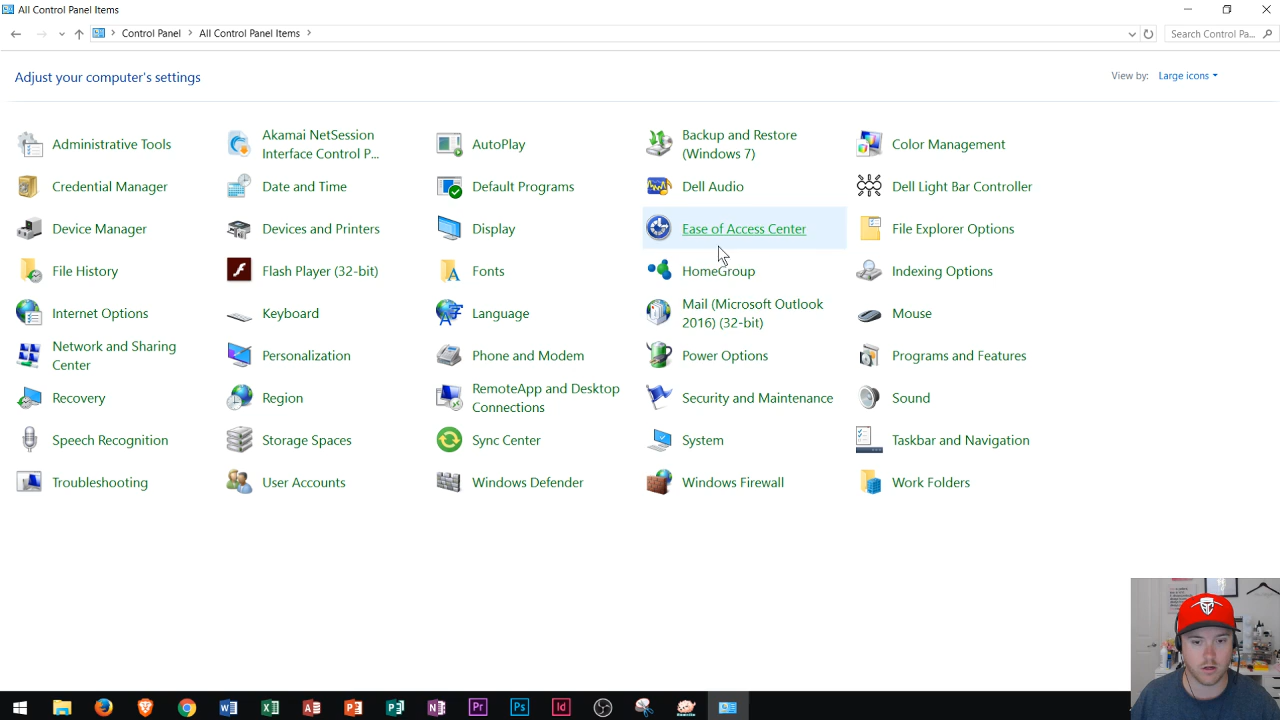 All Control Panel Items
Control Panel > All Control Panel Items >
Search Control Pa...
Adjust your computer's settings
View by: Large icons
Administrative Tools
Akamai NetSession
Interface Control P...
AutoPlay
Backup and Restore
(Windows 7)
Color Management
Credential Manager
Date and Time
Default Programs
Dell Audio
Dell Light Bar Controller
Device Manager
Devices and Printers
Display
Ease of Access Center
File Explorer Options
File History
Flash Player (32-bit)
Fonts
HomeGroup
Indexing Options
Internet Options
Keyboard
Language
Mail (Microsoft Outlook
2016) (32-bit)
Mouse
Network and Sharing
Center
Personalization
Phone and Modem
Power Options
Programs and Features
Recovery
Region
RemoteApp and Desktop
Connections
Security and Maintenance
Sound
Speech Recognition
Storage Spaces
Sync Center
System
Taskbar and Navigation
Troubleshooting
User Accounts
Windows Defender
Windows Firewall
Work Folders